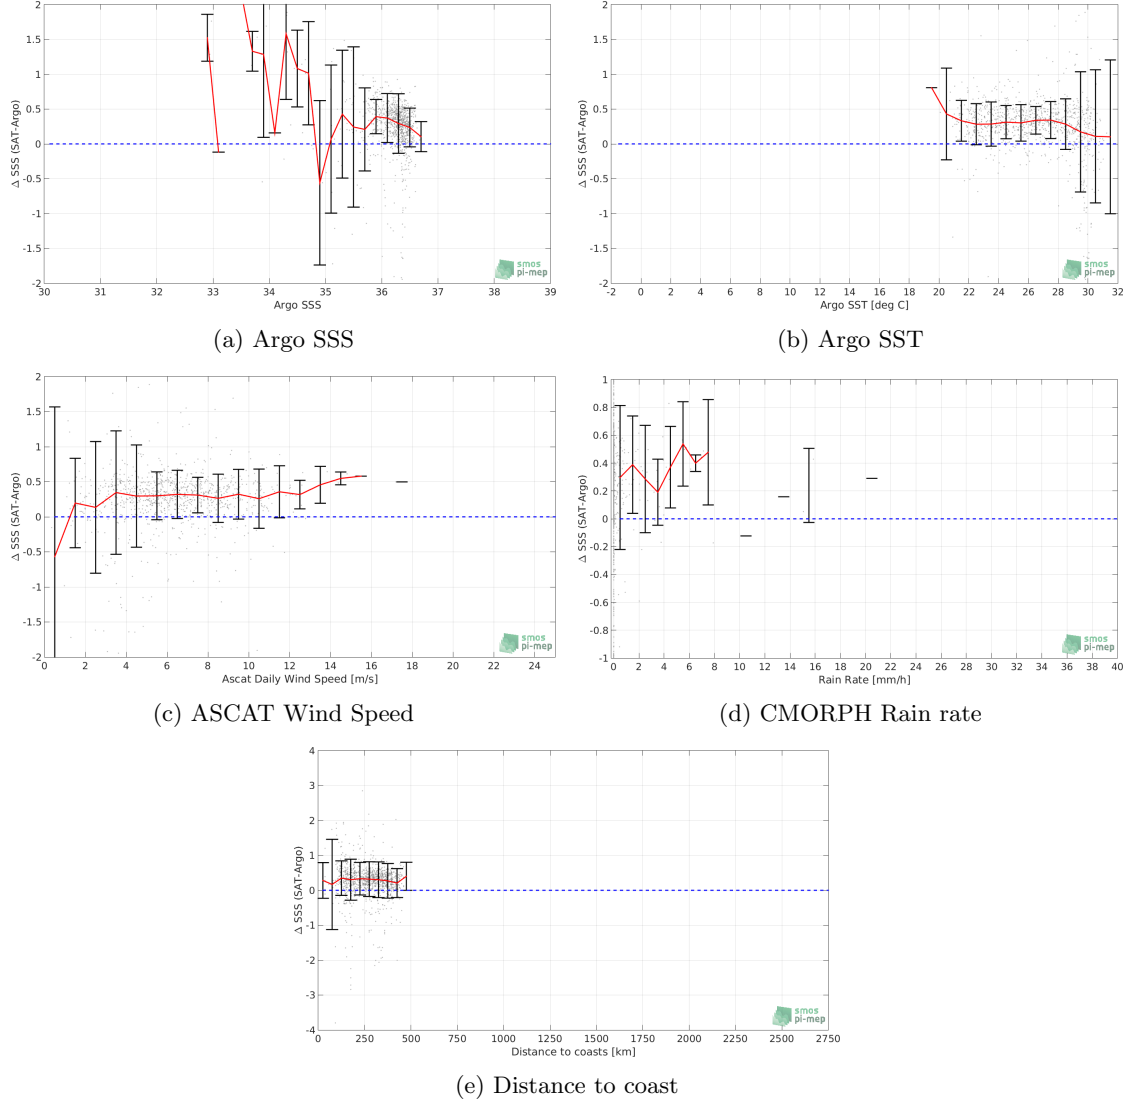 2
1.5
1
0.5
0
-0.5
-1
-1.5
-2
Δ SSS (SAT-Argo)
30 31 32 33 34 35 36 37 38 39
Argo SSS
smos
pi-mep
(a) Argo SSS
2
1.5
1
0.5
0
-0.5
-1
-1.5
-2
Δ SSS (SAT-Argo)
-2 0 2 4 6 8 10 12 14 16 18 20 22 24 26 28 30 32
Argo SST [deg C]
smos
pi-mep
(b) Argo SST
2
1.5
1
0.5
0
-0.5
-1
-1.5
-2
Δ SSS (SAT-Argo)
0 2 4 6 8 10 12 14 16 18 20 22 24
Ascat Daily Wind Speed [m/s]
smos
pi-mep
(c) ASCAT Wind Speed
1
0.8
0.6
0.4
0.2
0
-0.2
-0.4
-0.6
-0.8
-1
Δ SSS (SAT-Argo)
0 2 4 6 8 10 12 14 16 18 20 22 24 26 28 30 32 34 36 38 40
Rain Rate [mm/h]
smos
pi-mep
(d) CMORPH Rain rate
4
3
2
1
0
-1
-2
-3
-4
Δ SSS (SAT-Argo)
0 250 500 750 1000 1250 1500 1750 2000 2250 2500 2750
Distance to coasts [km]
smos
pi-mep
(e) Distance to coast